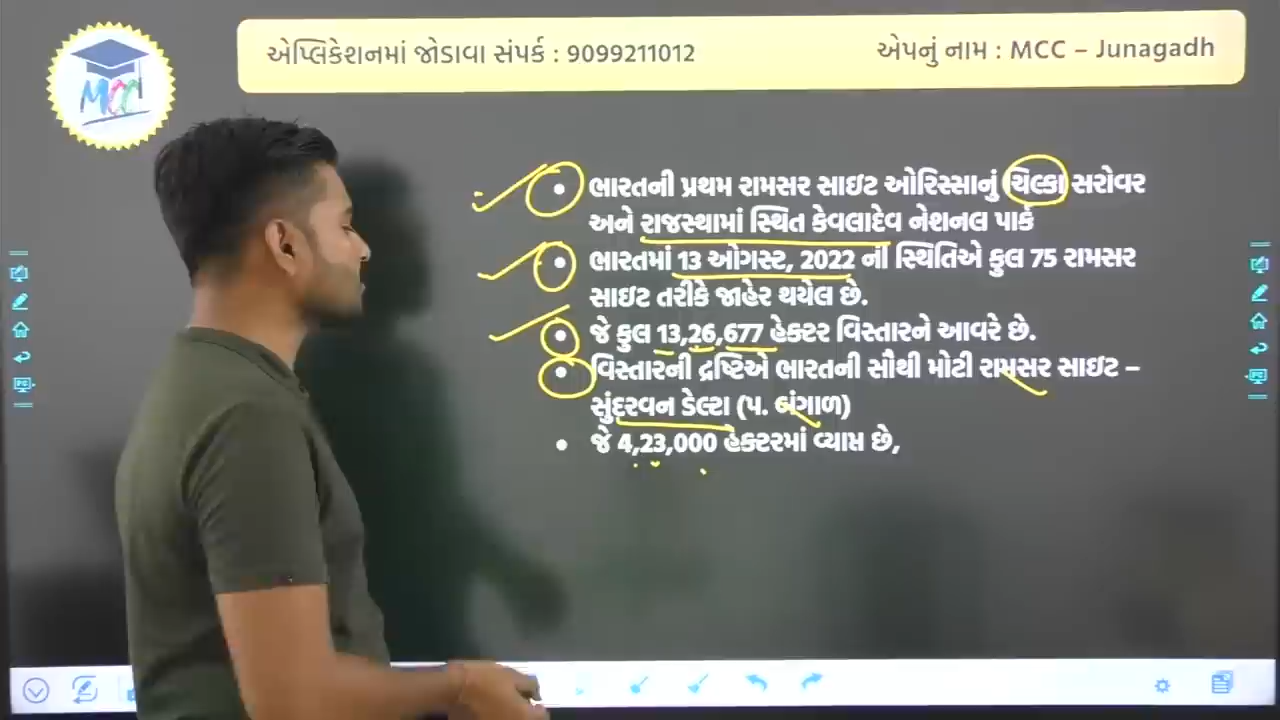 એપ્લિકેશનમાં જોડાવા સંપર્ક : 9099211012
એપનું નામ : MCC – Junagadh
MCC
• ભારતની પ્રથમ રામસર સાઇટ ઓરિસ્સાનું ચિલ્કા સરોવર
અને રાજસ્થામાં સ્થિત કેવલાદેવ નેશનલ પાર્ક
• ભારતમાં 13 ઓગસ્ટ, 2022 ની સ્થિતિએ કુલ 75 રામસર
સાઇટ તરીકે જાહેર થયેલ છે.
• જે કુલ 13,26,677 હેક્ટર વિસ્તારને આવરે છે.
• વિસ્તારની દ્રષ્ટિએ ભારતની સૌથી મોટી રામસર સાઇટ –
સુંદરવન ડેલ્ટા (પ. બંગાળ)
• જે 4,23,000 હેક્ટરમાં વ્યાપ્ત છે,